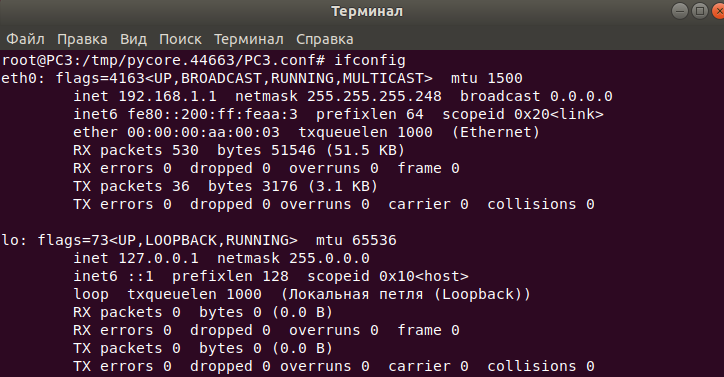 Терминал
Файл Правка Вид Поиск Терминал Справка
root@PC3:/tmp/pycore.44663/PC3.conf# ifconfig
eth0: flags=4163<UP,BROADCAST,RUNNING,MULTICAST>  mtu 1500
        inet 192.168.1.1  netmask 255.255.255.248  broadcast 0.0.0.0
        inet6 fe80::200:ff:feaa:3  prefixlen 64  scopeid 0x20<link>
        ether 00:00:00:aa:00:03  txqueuelen 1000  (Ethernet)
        RX packets 530  bytes 51546 (51.5 KB)
        RX errors 0  dropped 0  overruns 0  frame 0
        TX packets 36  bytes 3176 (3.1 KB)
        TX errors 0  dropped 0 overruns 0  carrier 0  collisions 0

lo: flags=73<UP,LOOPBACK,RUNNING>  mtu 65536
        inet 127.0.0.1  netmask 255.0.0.0
        inet6 ::1  prefixlen 128  scopeid 0x10<host>
        loop  txqueuelen 1000  (Локальная петля (Loopback))
        RX packets 0  bytes 0 (0.0 B)
        RX errors 0  dropped 0  overruns 0  frame 0
        TX packets 0  bytes 0 (0.0 B)
        TX errors 0  dropped 0 overruns 0  carrier 0  collisions 0